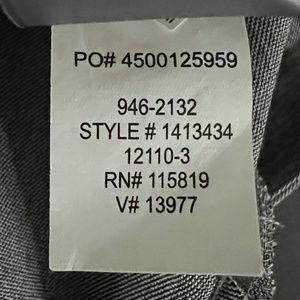 PO# 4500125959
946-2132
STYLE # 1413434
12110-3
RN# 115819
V# 13977